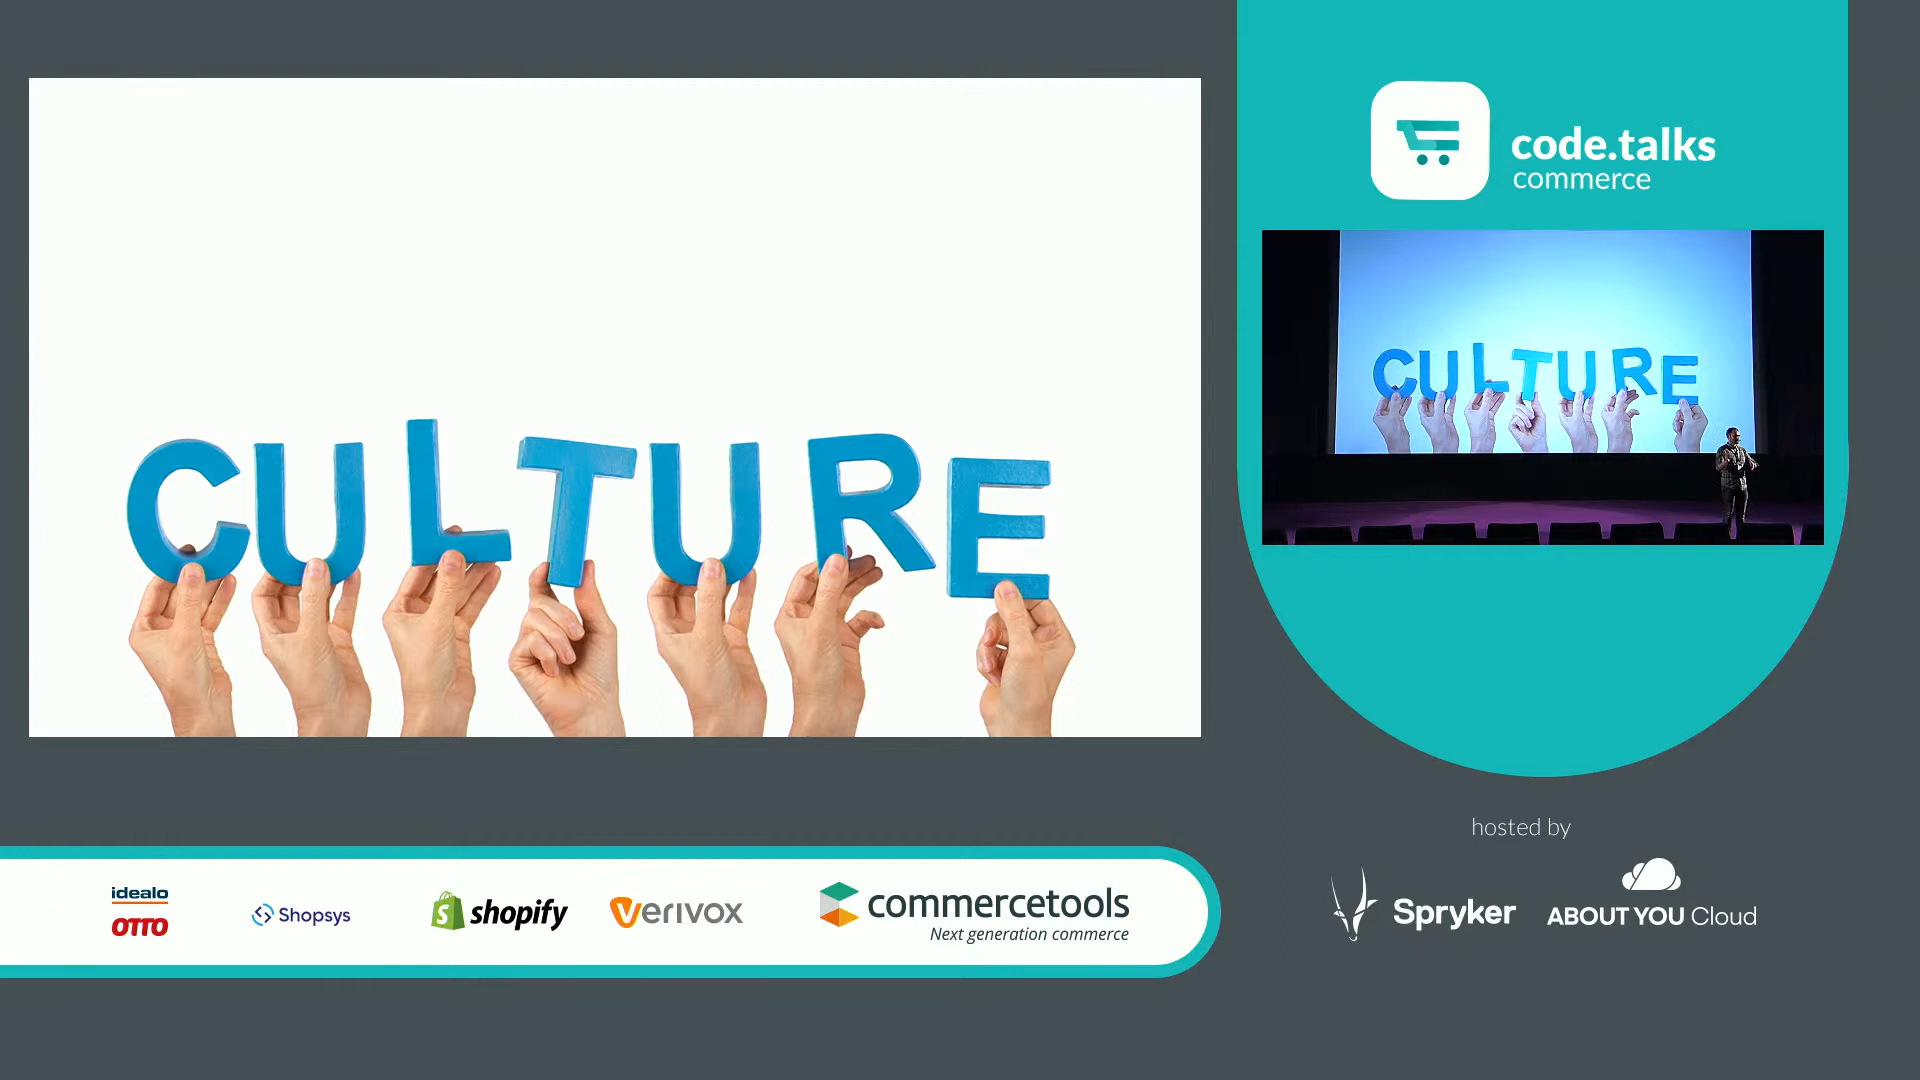 CULTURE
code.talks
commerce
CULTURE
hosted by
Spryker
ABOUT YOU Cloud
idealo
OTTO
Shopsys
shopify
VERIVOX
commercetools
Next generation commerce